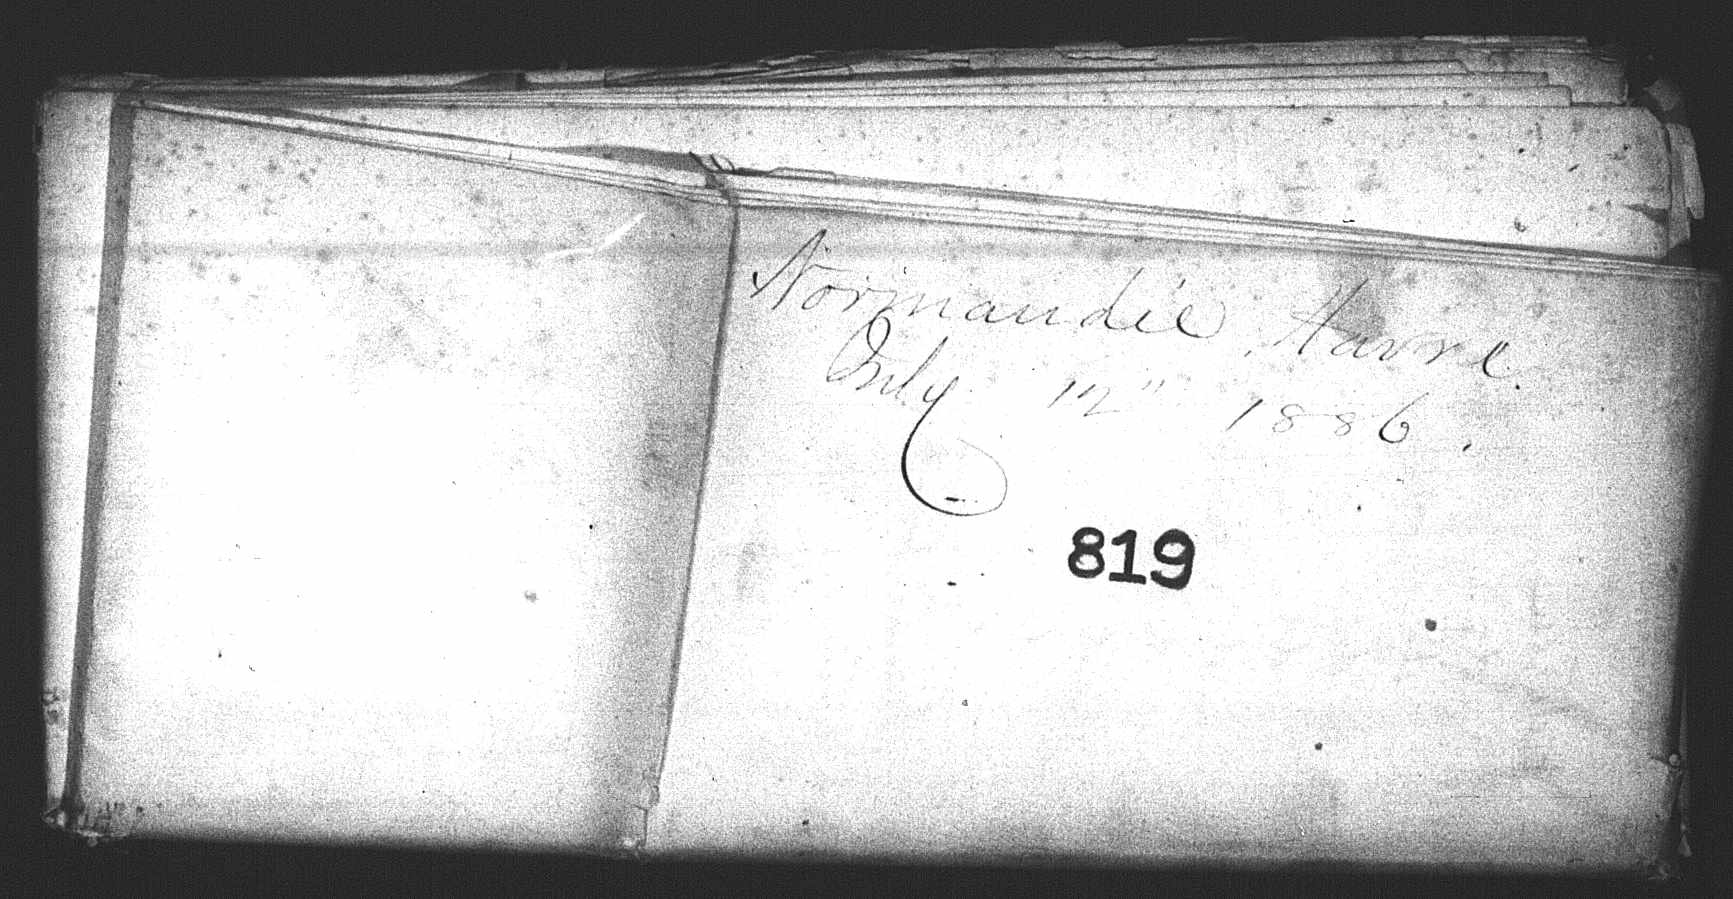 Normandie, Havre.
July 12" 1886.
819